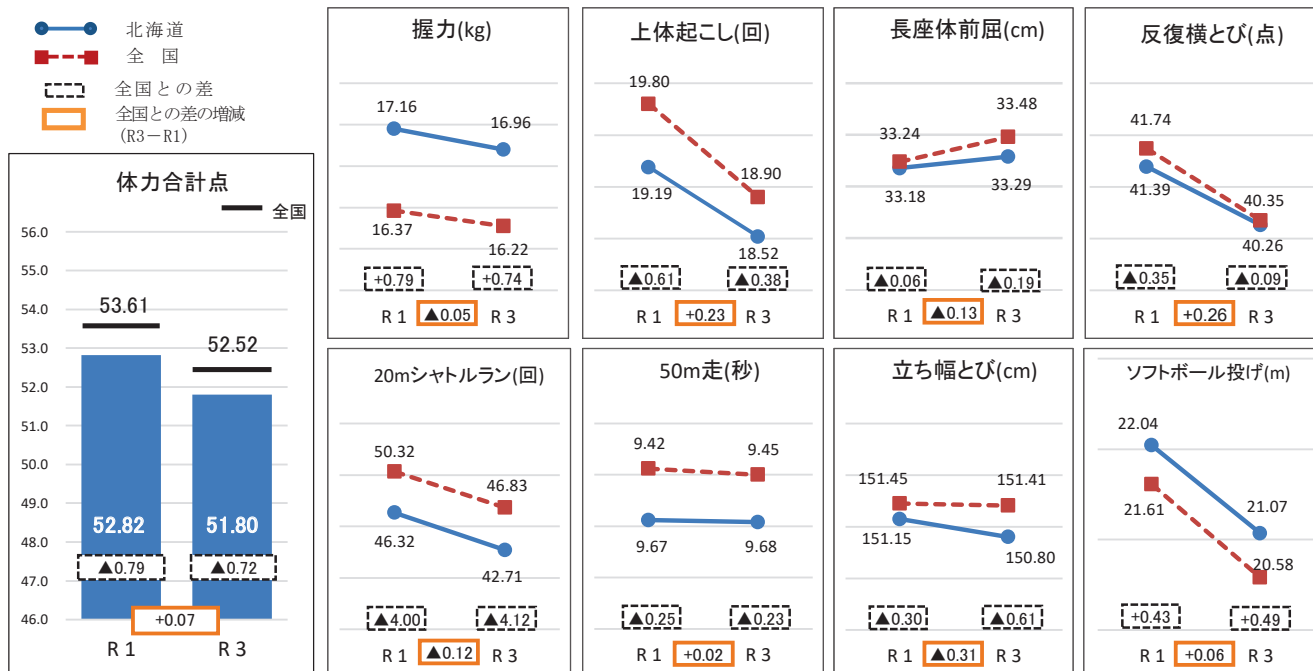 北海道
全 国
全国との差
全国との差の増減
(R3－R1)
体力合計点
全国
56.0
55.0
54.0
53.0
52.0
51.0
50.0
49.0
48.0
47.0
46.0
53.61
52.52
52.82
51.80
▲0.79
▲0.72
+0.07
R 1
R 3
握力(kg)
17.16
16.96
16.37
16.22
+0.79
+0.74
R 1
▲0.05
R 3
上体起こし(回)
19.80
18.90
19.19
18.52
▲0.61
▲0.38
R 1
+0.23
R 3
長座体前屈(cm)
33.24
33.48
33.18
33.29
▲0.06
▲0.19
R 1
▲0.13
R 3
反復横とび(点)
41.74
41.39
40.35
40.26
▲0.35
▲0.09
R 1
+0.26
R 3
20mシャトルラン(回)
50.32
46.83
46.32
42.71
▲4.00
▲4.12
R 1
▲0.12
R 3
50m走(秒)
9.42
9.45
9.67
9.68
▲0.25
▲0.23
R 1
+0.02
R 3
立ち幅とび(cm)
151.45
151.41
151.15
150.80
▲0.30
▲0.61
R 1
▲0.31
R 3
ソフトボール投げ(m)
22.04
21.61
21.07
20.58
+0.43
+0.49
R 1
+0.06
R 3